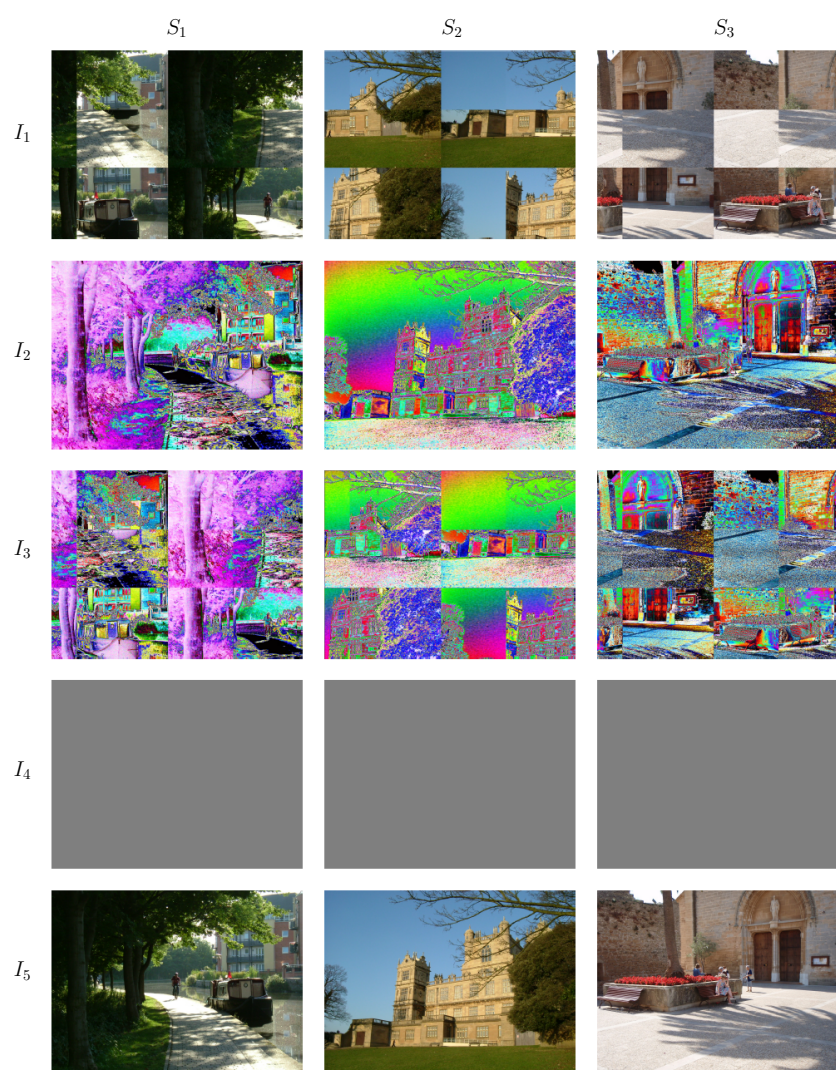 S₁ S₂ S₃
I₁
I₂
I₃
I₄
I₅